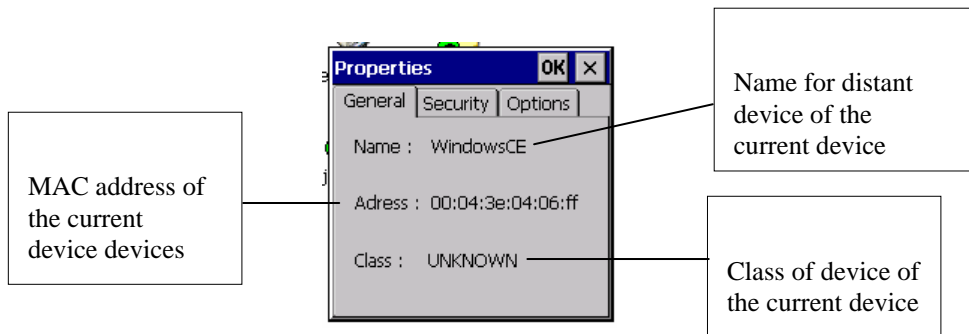 Properties OK ×
General Security Options
Name : WindowsCE
Adress : 00:04:3e:04:06:ff
Class : UNKNOWN
MAC address of
the current
device devices
Name for distant
device of the
current device
Class of device of
the current device